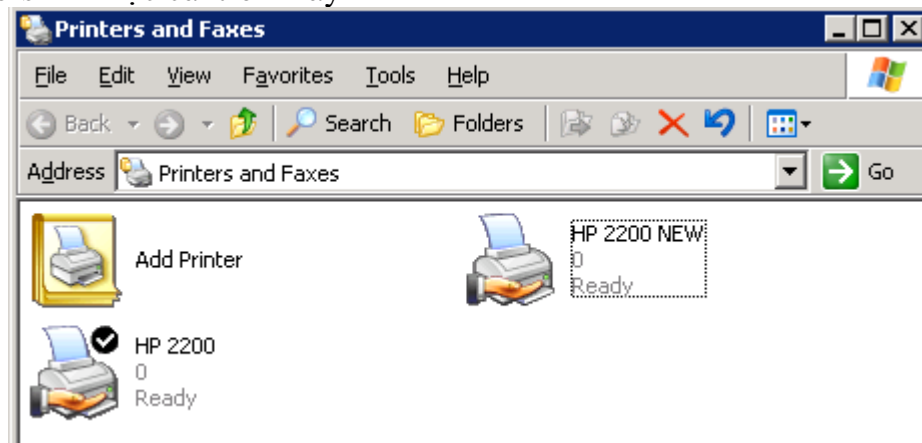 Printers and Faxes
File Edit View Favorites Tools Help
Back Search Folders
Address Printers and Faxes Go
Add Printer
HP 2200 NEW
0
Ready
HP 2200
0
Ready